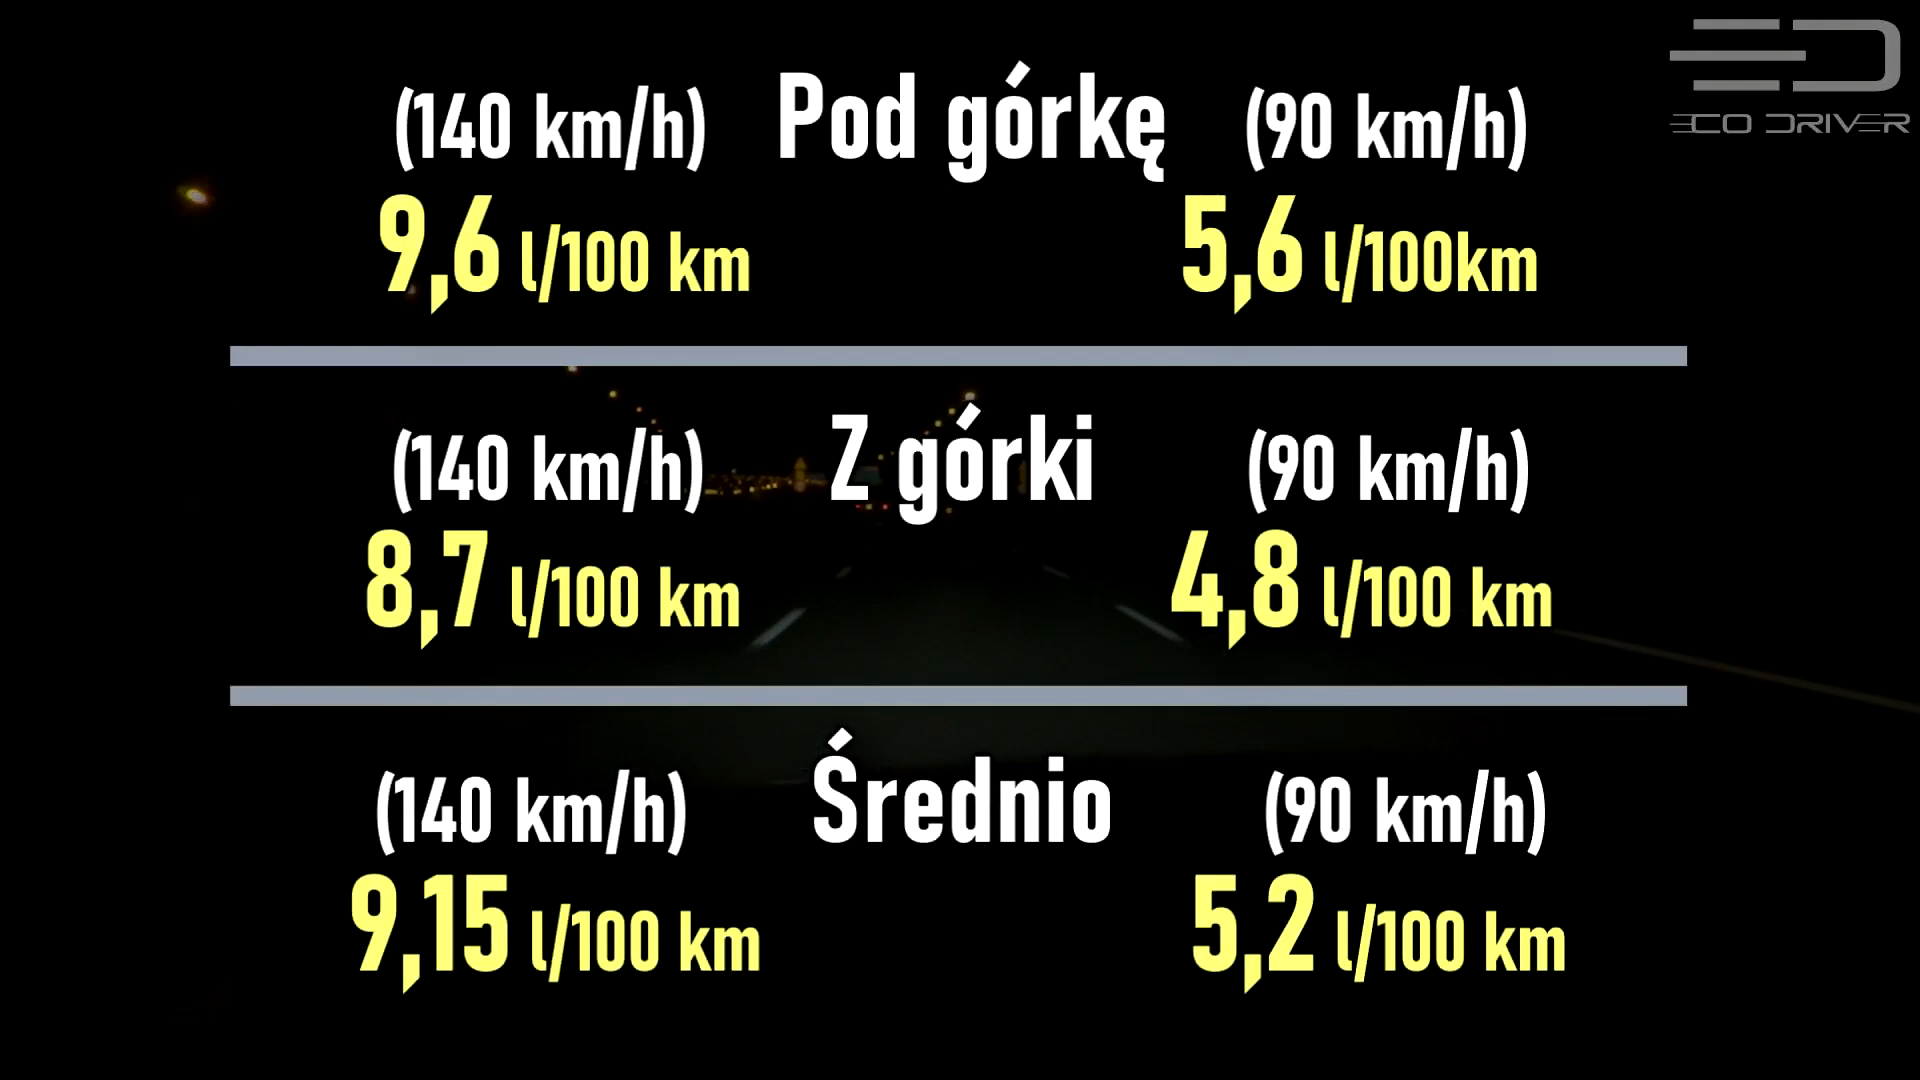 ECO DRIVER
(140 km/h) Pod górkę (90 km/h)
9,6 l/100 km 5,6 l/100km
(140 km/h) Z górki (90 km/h)
8,7 l/100 km 4,8 l/100 km
(140 km/h) Średnio (90 km/h)
9,15 l/100 km 5,2 l/100 km